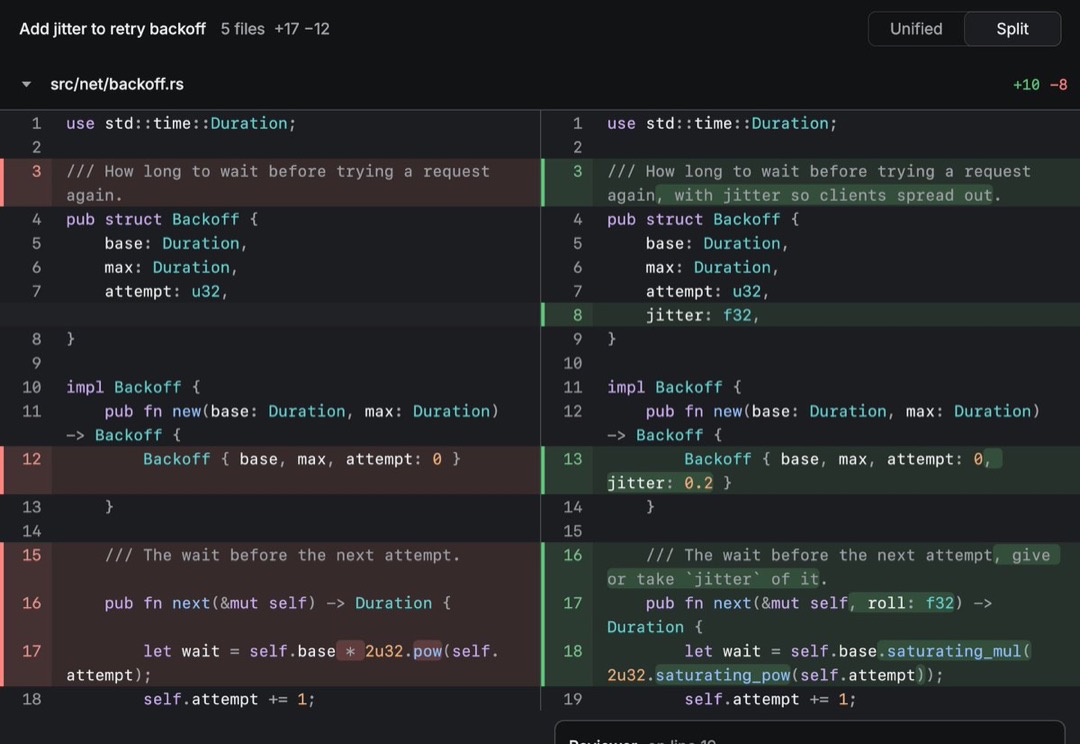 Add jitter to retry backoff 5 files +17 −12
Unified Split
src/net/backoff.rs
+10 −8
1 use std::time::Duration;
2
3 /// How long to wait before trying a request
again.
4 pub struct Backoff {
5 base: Duration,
6 max: Duration,
7 attempt: u32,
8 }
9
10 impl Backoff {
11 pub fn new(base: Duration, max: Duration)
-> Backoff {
12 Backoff { base, max, attempt: 0 }
13 }
14
15 /// The wait before the next attempt.
16 pub fn next(&mut self) -> Duration {
17 let wait = self.base * 2u32.pow(self.
attempt);
18 self.attempt += 1;
1 use std::time::Duration;
2
3 /// How long to wait before trying a request
again, with jitter so clients spread out.
4 pub struct Backoff {
5 base: Duration,
6 max: Duration,
7 attempt: u32,
8 jitter: f32,
9 }
10
11 impl Backoff {
12 pub fn new(base: Duration, max: Duration)
-> Backoff {
13 Backoff { base, max, attempt: 0,
jitter: 0.2 }
14 }
15
16 /// The wait before the next attempt, give
or take `jitter` of it.
17 pub fn next(&mut self, roll: f32) ->
Duration {
18 let wait = self.base.saturating_mul(
2u32.saturating_pow(self.attempt));
19 self.attempt += 1;